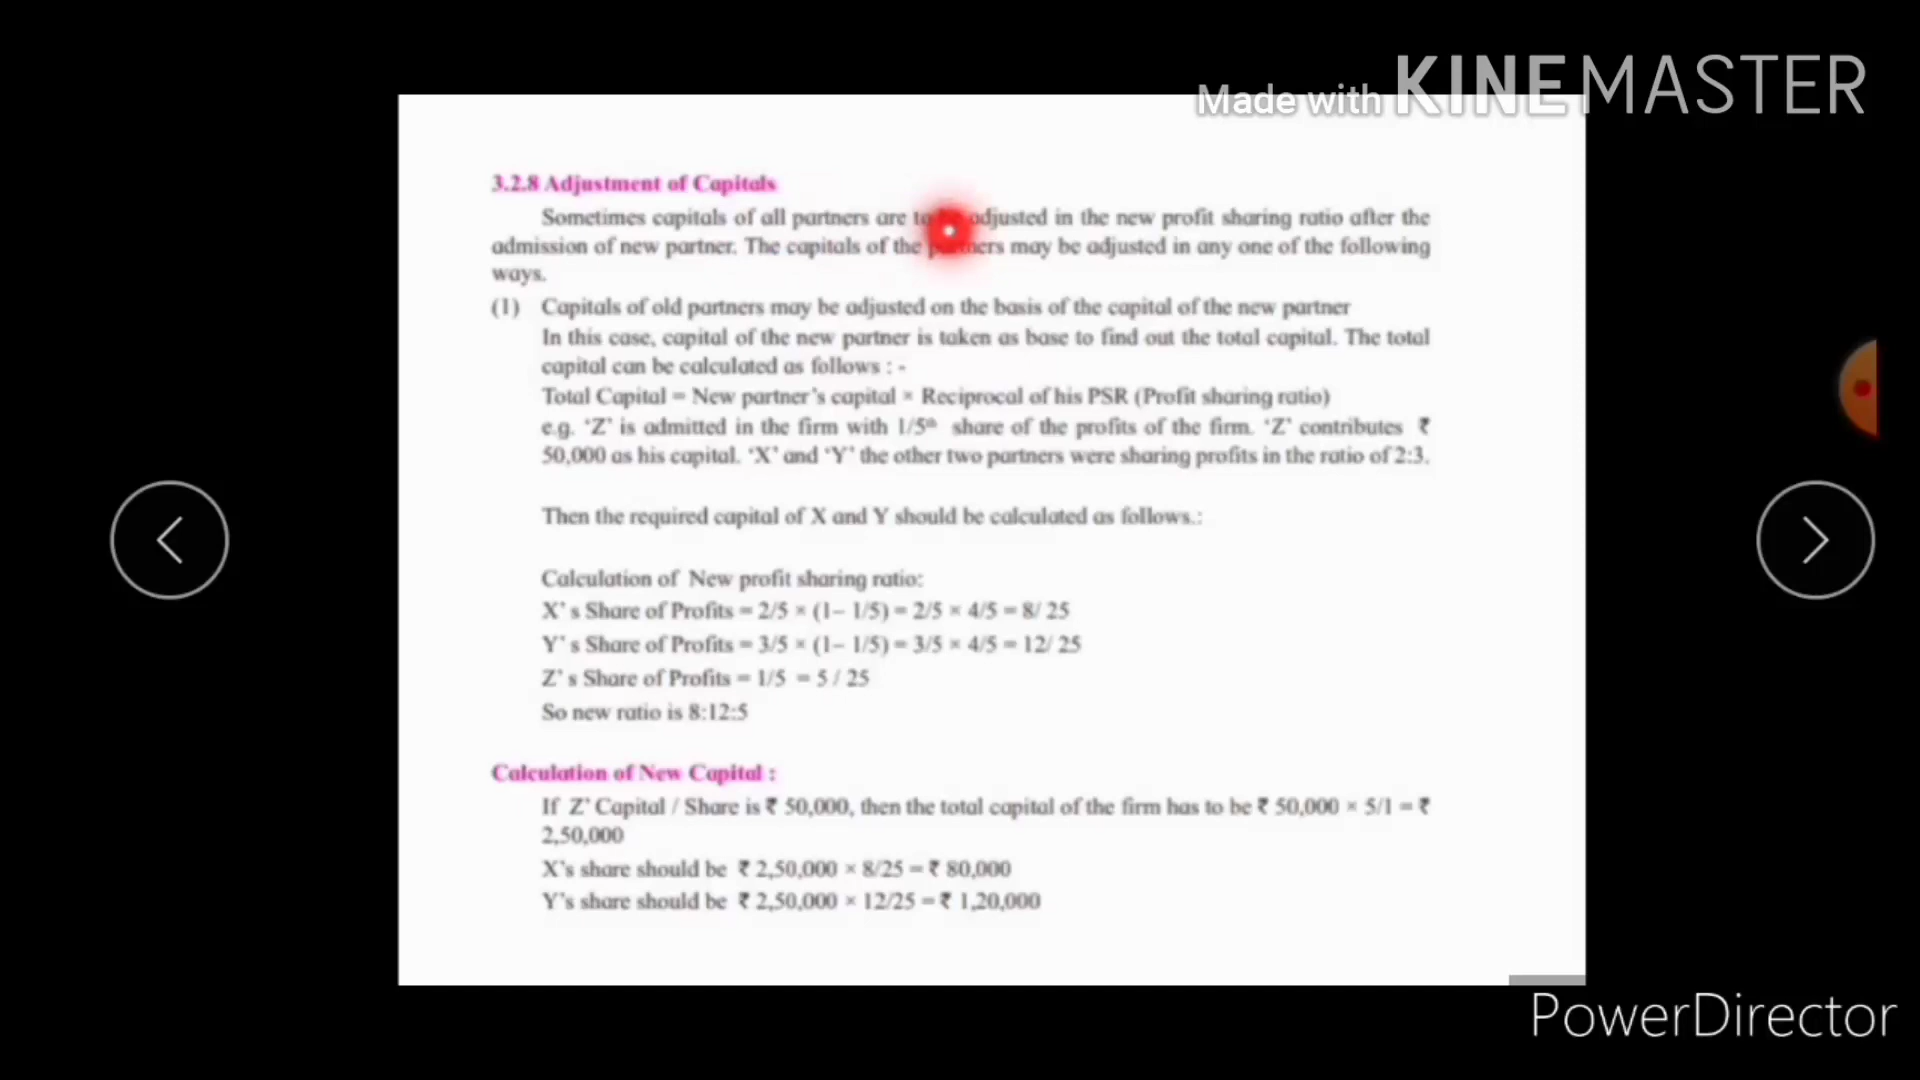 Made with KINEMASTER
3.2.8 Adjustment of Capitals
Sometimes capitals of all partners are to be adjusted in the new profit sharing ratio after the
admission of new partner. The capitals of the partners may be adjusted in any one of the following
ways.
(1) Capitals of old partners may be adjusted on the basis of the capital of the new partner
In this case, capital of the new partner is taken as base to find out the total capital. The total
capital can be calculated as follows : -
Total Capital = New partner's capital × Reciprocal of his PSR (Profit sharing ratio)
e.g. 'Z' is admitted in the firm with 1/5th share of the profits of the firm. 'Z' contributes ₹
50,000 as his capital. 'X' and 'Y' the other two partners were sharing profits in the ratio of 2:3.
Then the required capital of X and Y should be calculated as follows.:
Calculation of New profit sharing ratio:
X' s Share of Profits = 2/5 × (1– 1/5) = 2/5 × 4/5 = 8/ 25
Y' s Share of Profits = 3/5 × (1– 1/5) = 3/5 × 4/5 = 12/ 25
Z' s Share of Profits = 1/5 = 5 / 25
So new ratio is 8:12:5
Calculation of New Capital :
If Z' Capital / Share is ₹ 50,000, then the total capital of the firm has to be ₹ 50,000 × 5/1 = ₹
2,50,000
X's share should be ₹ 2,50,000 × 8/25 = ₹ 80,000
Y's share should be ₹ 2,50,000 × 12/25 = ₹ 1,20,000
PowerDirector